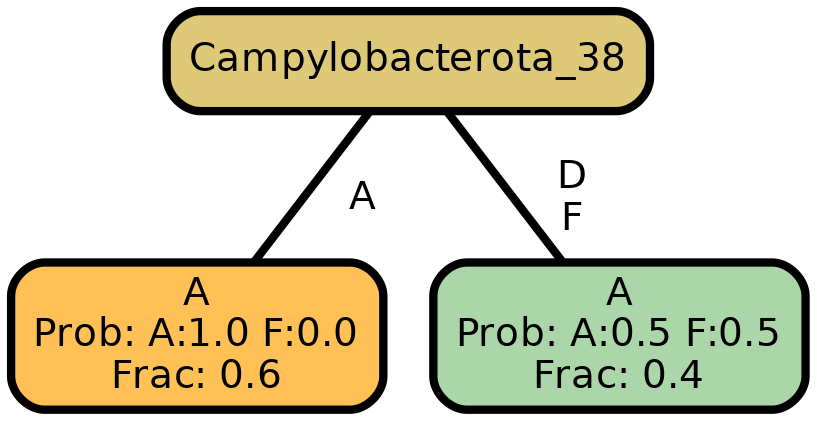 Campylobacterota_38
A
D
F
A
Prob: A:1.0 F:0.0
Frac: 0.6
A
Prob: A:0.5 F:0.5
Frac: 0.4